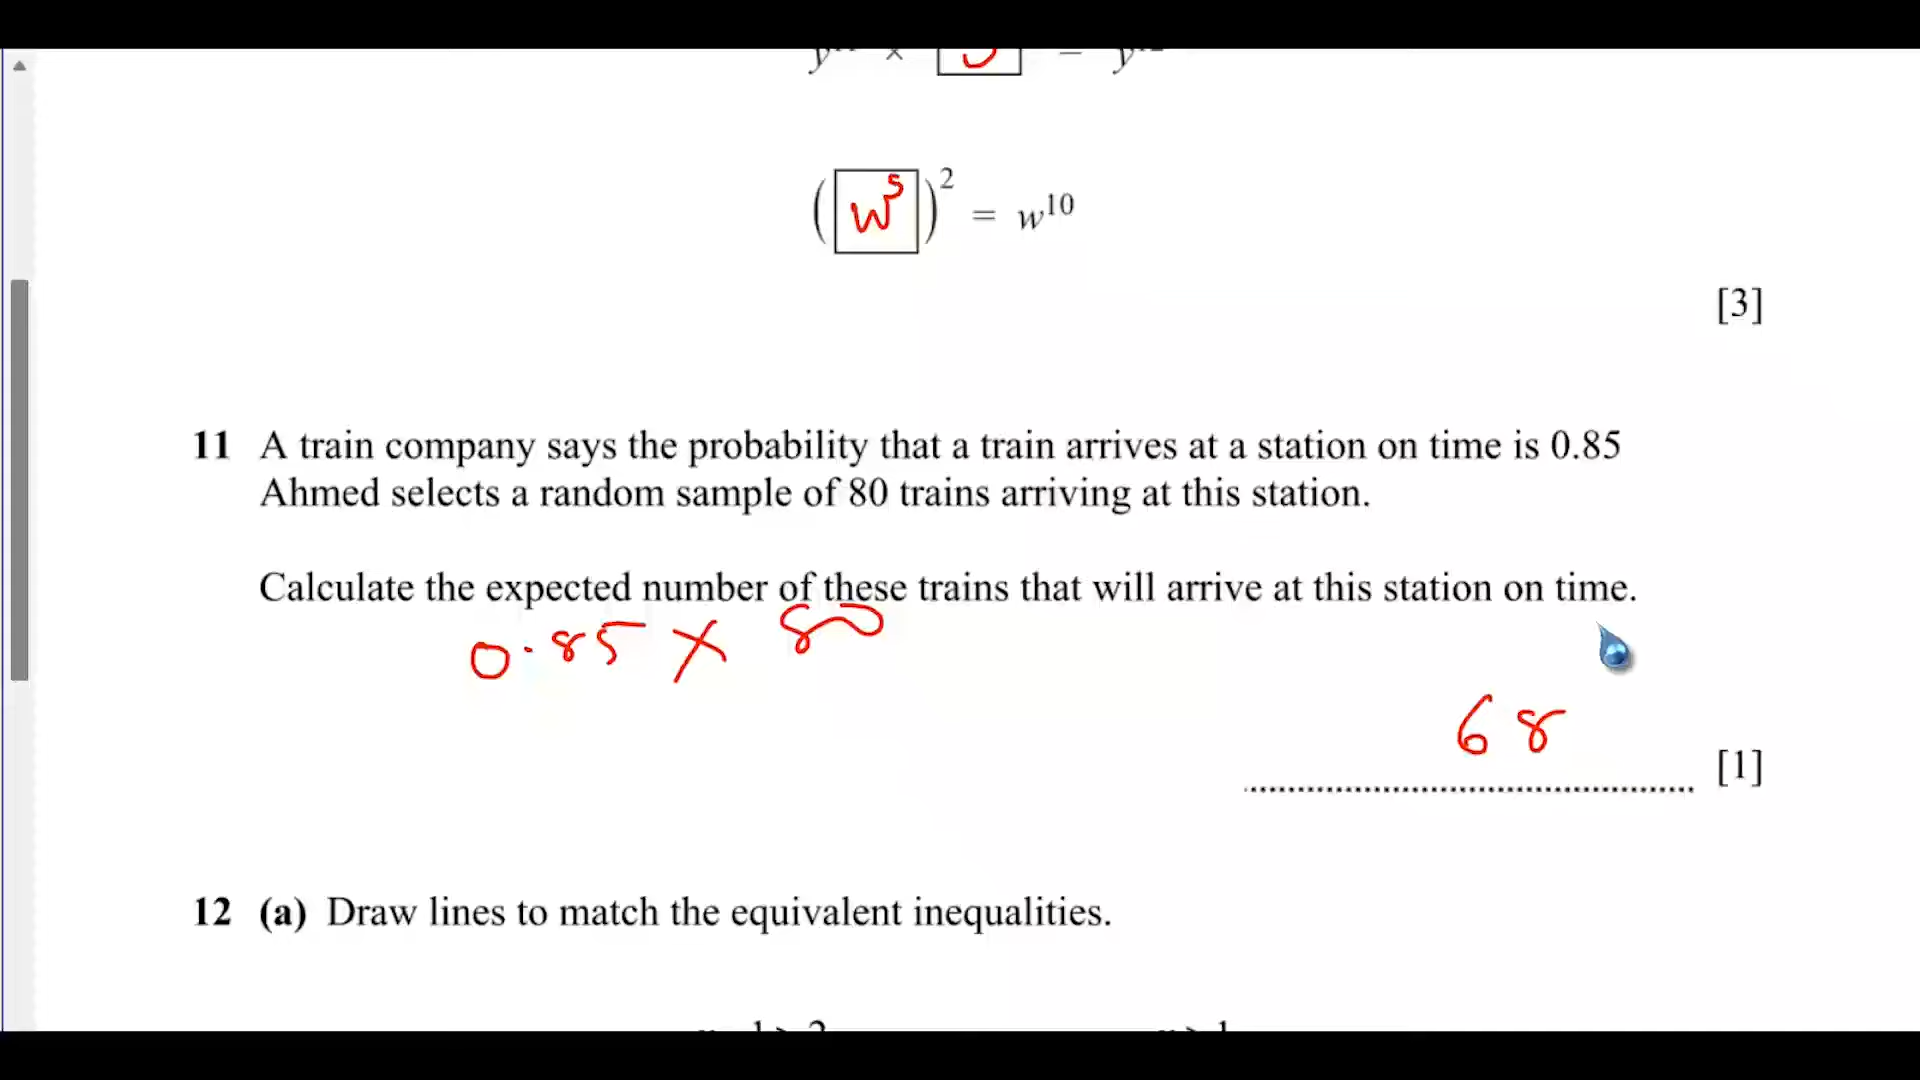 (w⁵)² = w¹⁰
[3]
11 A train company says the probability that a train arrives at a station on time is 0.85
Ahmed selects a random sample of 80 trains arriving at this station.
Calculate the expected number of these trains that will arrive at this station on time.
0.85 × 80
68
[1]
12 (a) Draw lines to match the equivalent inequalities.